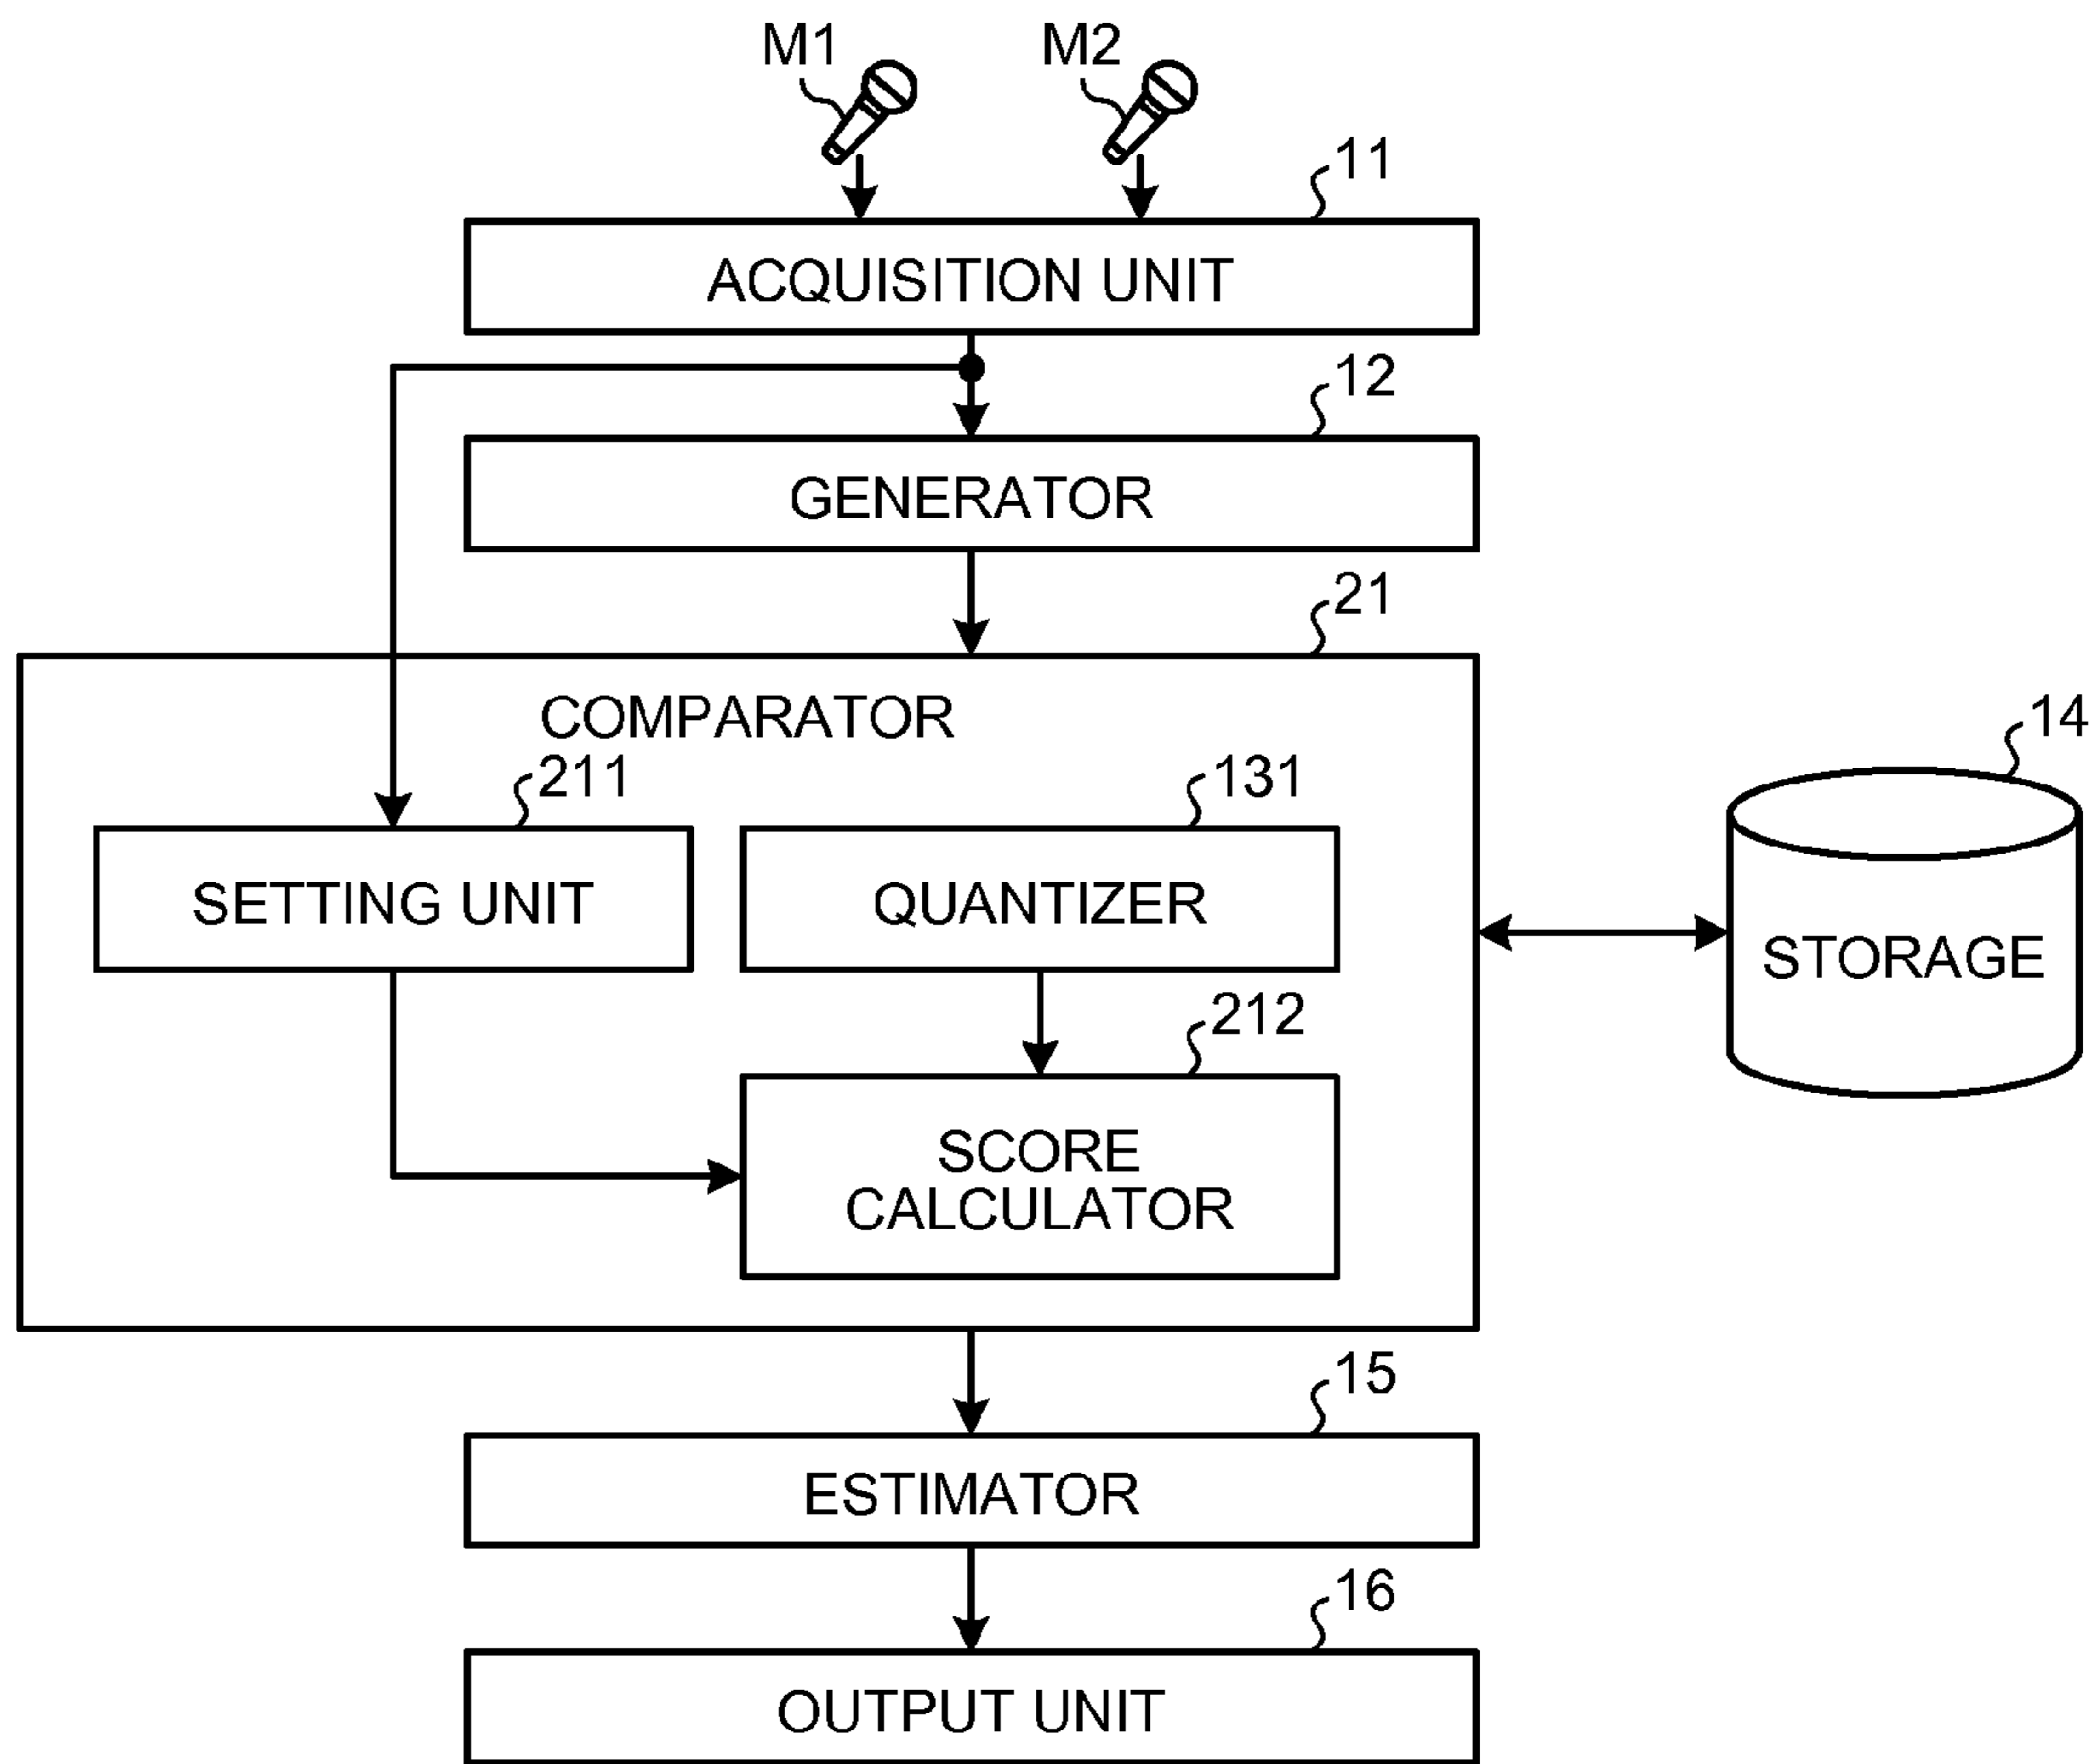 M1
M2
11
ACQUISITION UNIT
12
GENERATOR
21
COMPARATOR
14
211
131
SETTING UNIT
QUANTIZER
STORAGE
212
SCORE
CALCULATOR
15
ESTIMATOR
16
OUTPUT UNIT